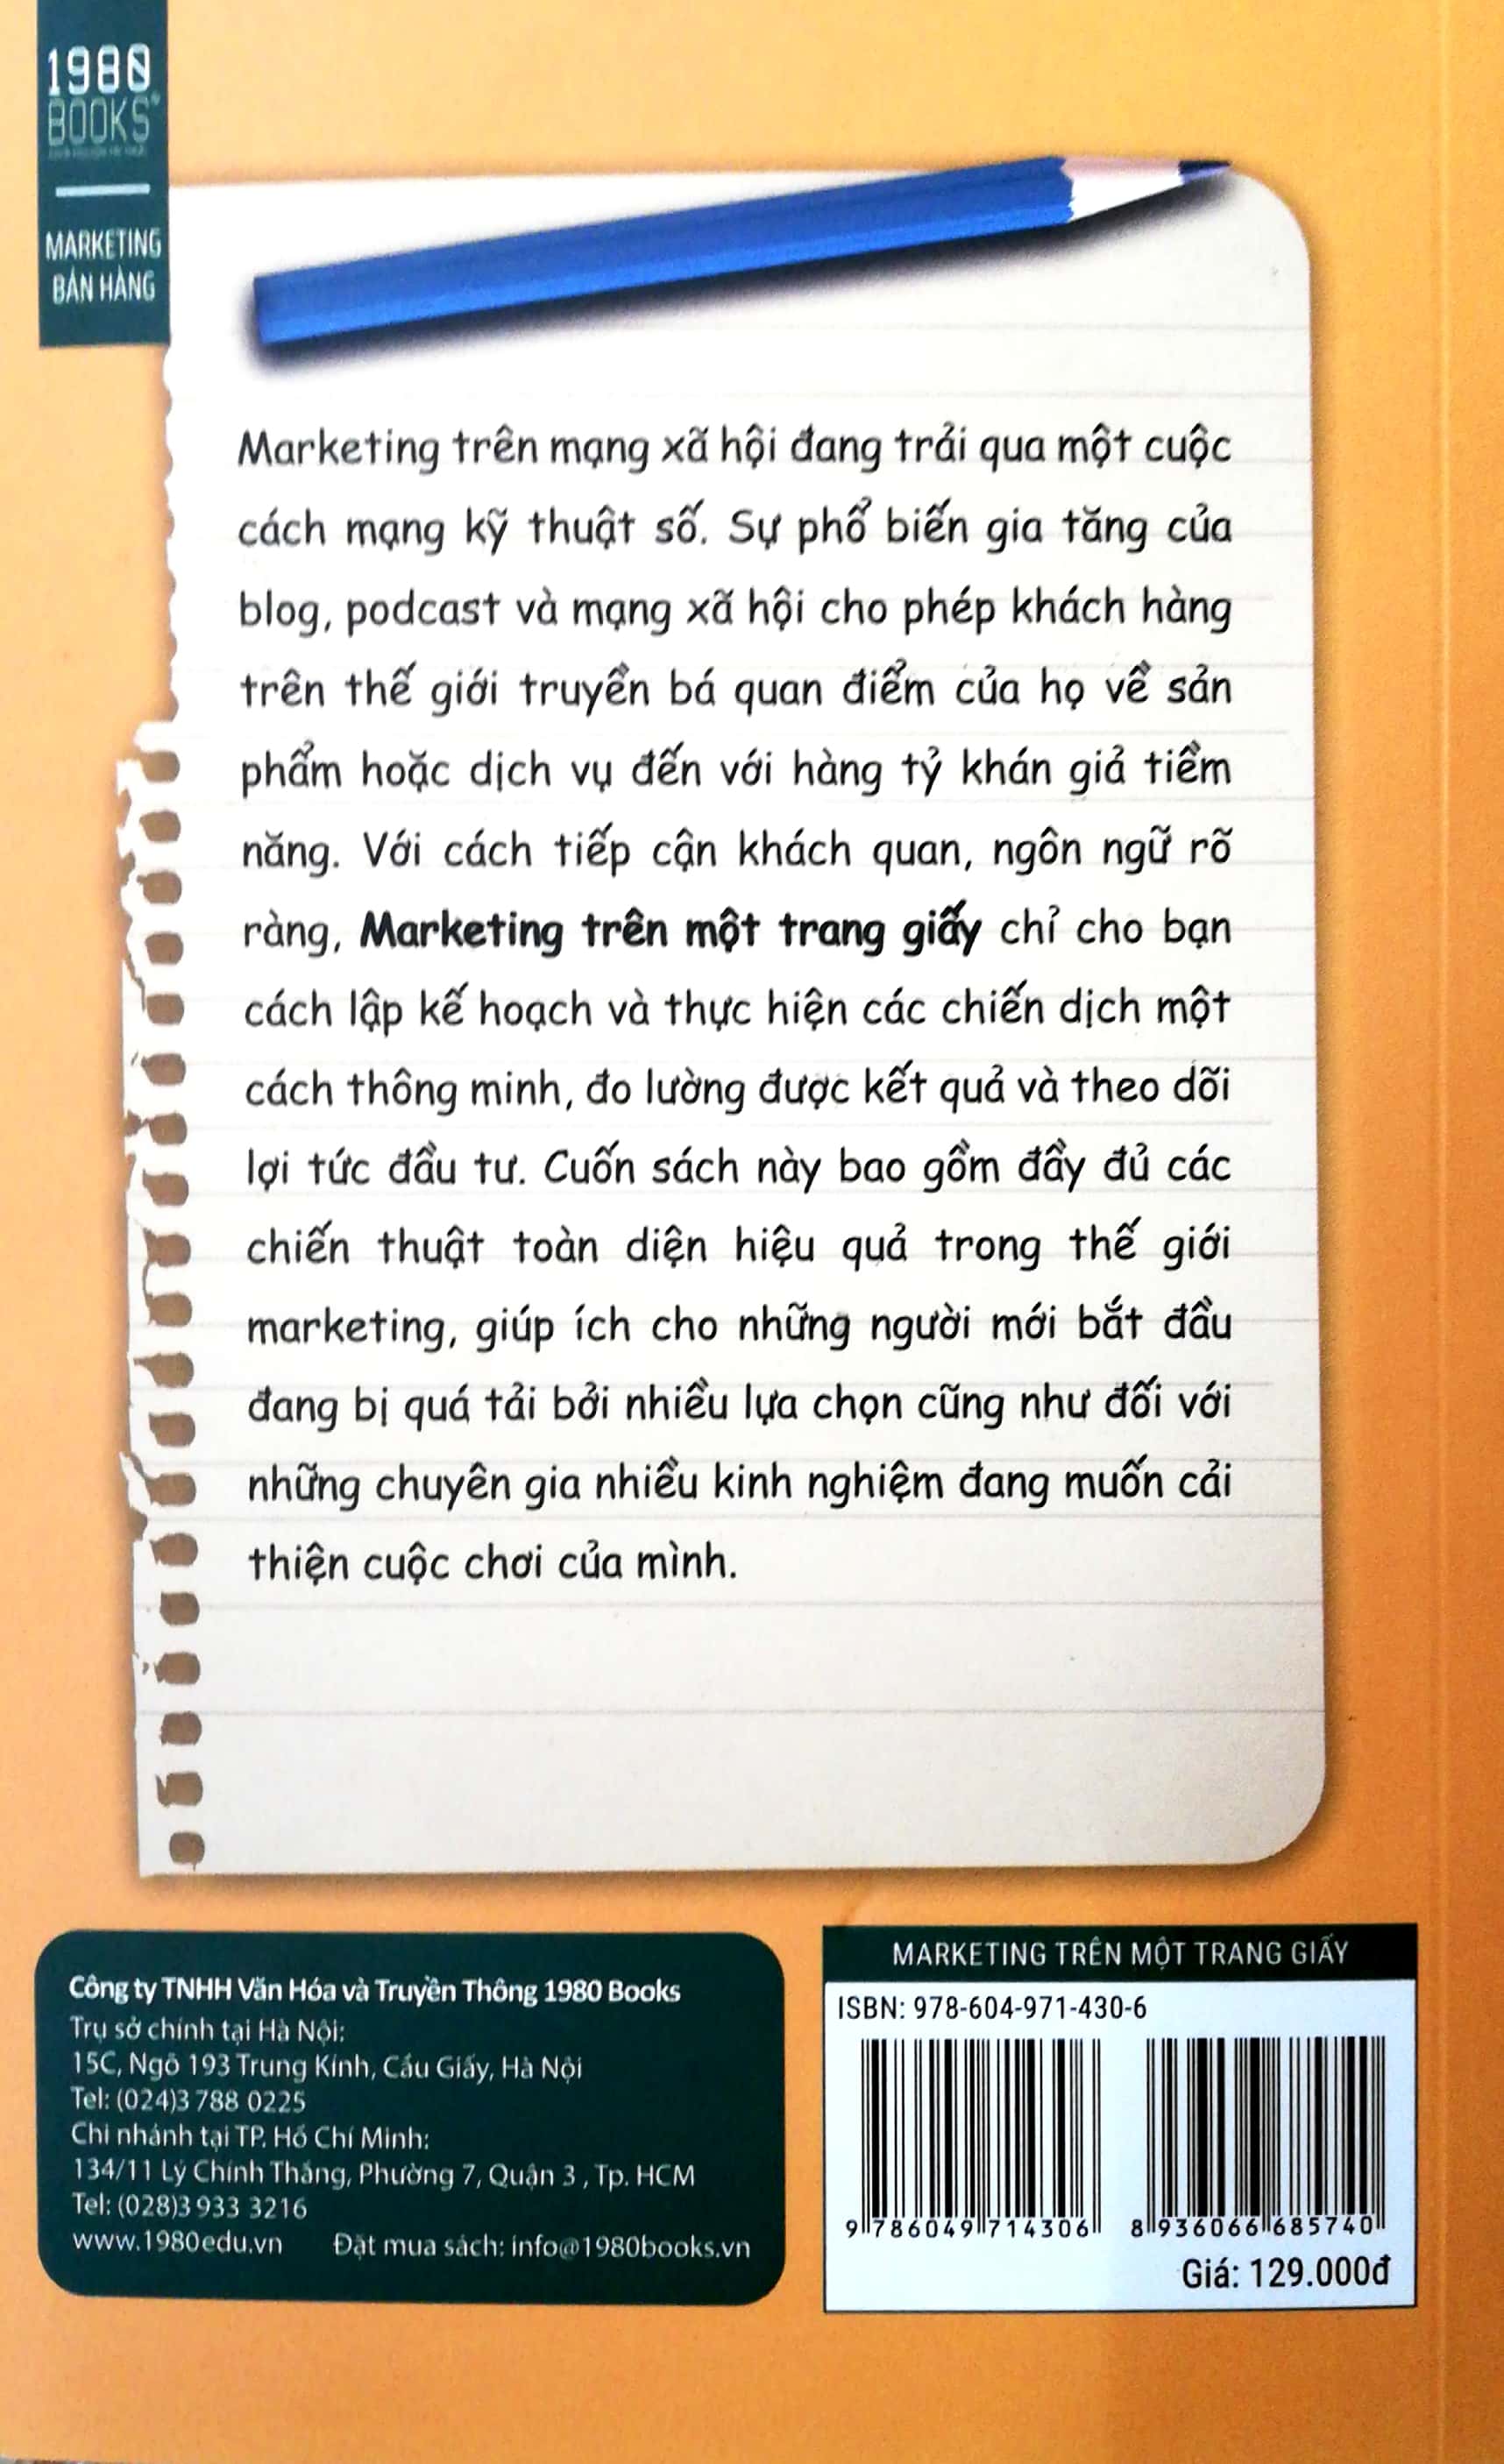 1980
BOOKS
MARKETING
BÁN HÀNG
Marketing trên mạng xã hội đang trải qua một cuộc
cách mạng kỹ thuật số. Sự phổ biến gia tăng của
blog, podcast và mạng xã hội cho phép khách hàng
trên thế giới truyền bá quan điểm của họ về sản
phẩm hoặc dịch vụ đến với hàng tỷ khán giả tiềm
năng. Với cách tiếp cận khách quan, ngôn ngữ rõ
ràng, Marketing trên một trang giấy chỉ cho bạn
cách lập kế hoạch và thực hiện các chiến dịch một
cách thông minh, đo lường được kết quả và theo dõi
lợi tức đầu tư. Cuốn sách này bao gồm đầy đủ các
chiến thuật toàn diện hiệu quả trong thế giới
marketing, giúp ích cho những người mới bắt đầu
đang bị quá tải bởi nhiều lựa chọn cũng như đối với
những chuyên gia nhiều kinh nghiệm đang muốn cải
thiện cuộc chơi của mình.
Công ty TNHH Văn Hóa và Truyền Thông 1980 Books
Trụ sở chính tại Hà Nội:
15C, Ngõ 193 Trung Kính, Cầu Giấy, Hà Nội
Tel: (024)3 788 0225
Chi nhánh tại TP. Hồ Chí Minh:
134/11 Lý Chính Thắng, Phường 7, Quận 3 , Tp. HCM
Tel: (028)3 933 3216
www.1980edu.vn Đặt mua sách: info@1980books.vn
MARKETING TRÊN MỘT TRANG GIẤY
ISBN: 978-604-971-430-6
9 786049 714306 8 936066 685740
Giá: 129.000đ